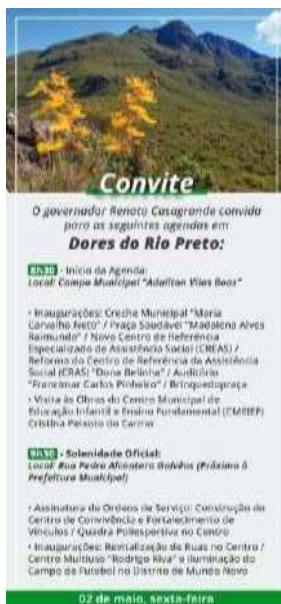 Convite
O governador Renato Casagrande convida
para as seguintes agendas em
Dores do Rio Preto:
8h30 - Início da Agenda:
Local: Campo Municipal "Adailton Vilas Boas"
• Inaugurações: Creche Municipal "Maria
Carvalho Neto" / Praça Saudável "Madalena Alves
Raimundo" / Novo Centro de Referência
Especializado de Assistência Social (CREAS) /
Reforma do Centro de Referência da Assistência
Social (CRAS) "Dona Belinha" / Auditório
"Francimar Carlos Pinheiro" / Brinquedopraça
• Visita às Obras do Centro Municipal de
Educação Infantil e Ensino Fundamental (CMEIEF)
Cristina Peixoto do Carmo
9h30 - Solenidade Oficial:
Local: Rua Pedro Alcântara Galvêas (Próximo à
Prefeitura Municipal)
• Assinatura de Ordens de Serviço: Construção do
Centro de Convivência e Fortalecimento de
Vínculos / Quadra Poliesportiva no Centro
• Inaugurações: Revitalização de Ruas no Centro /
Centro Multiuso "Rodrigo Riva" e Iluminação do
Campo de Futebol no Distrito de Mundo Novo
02 de maio, sexta-feira